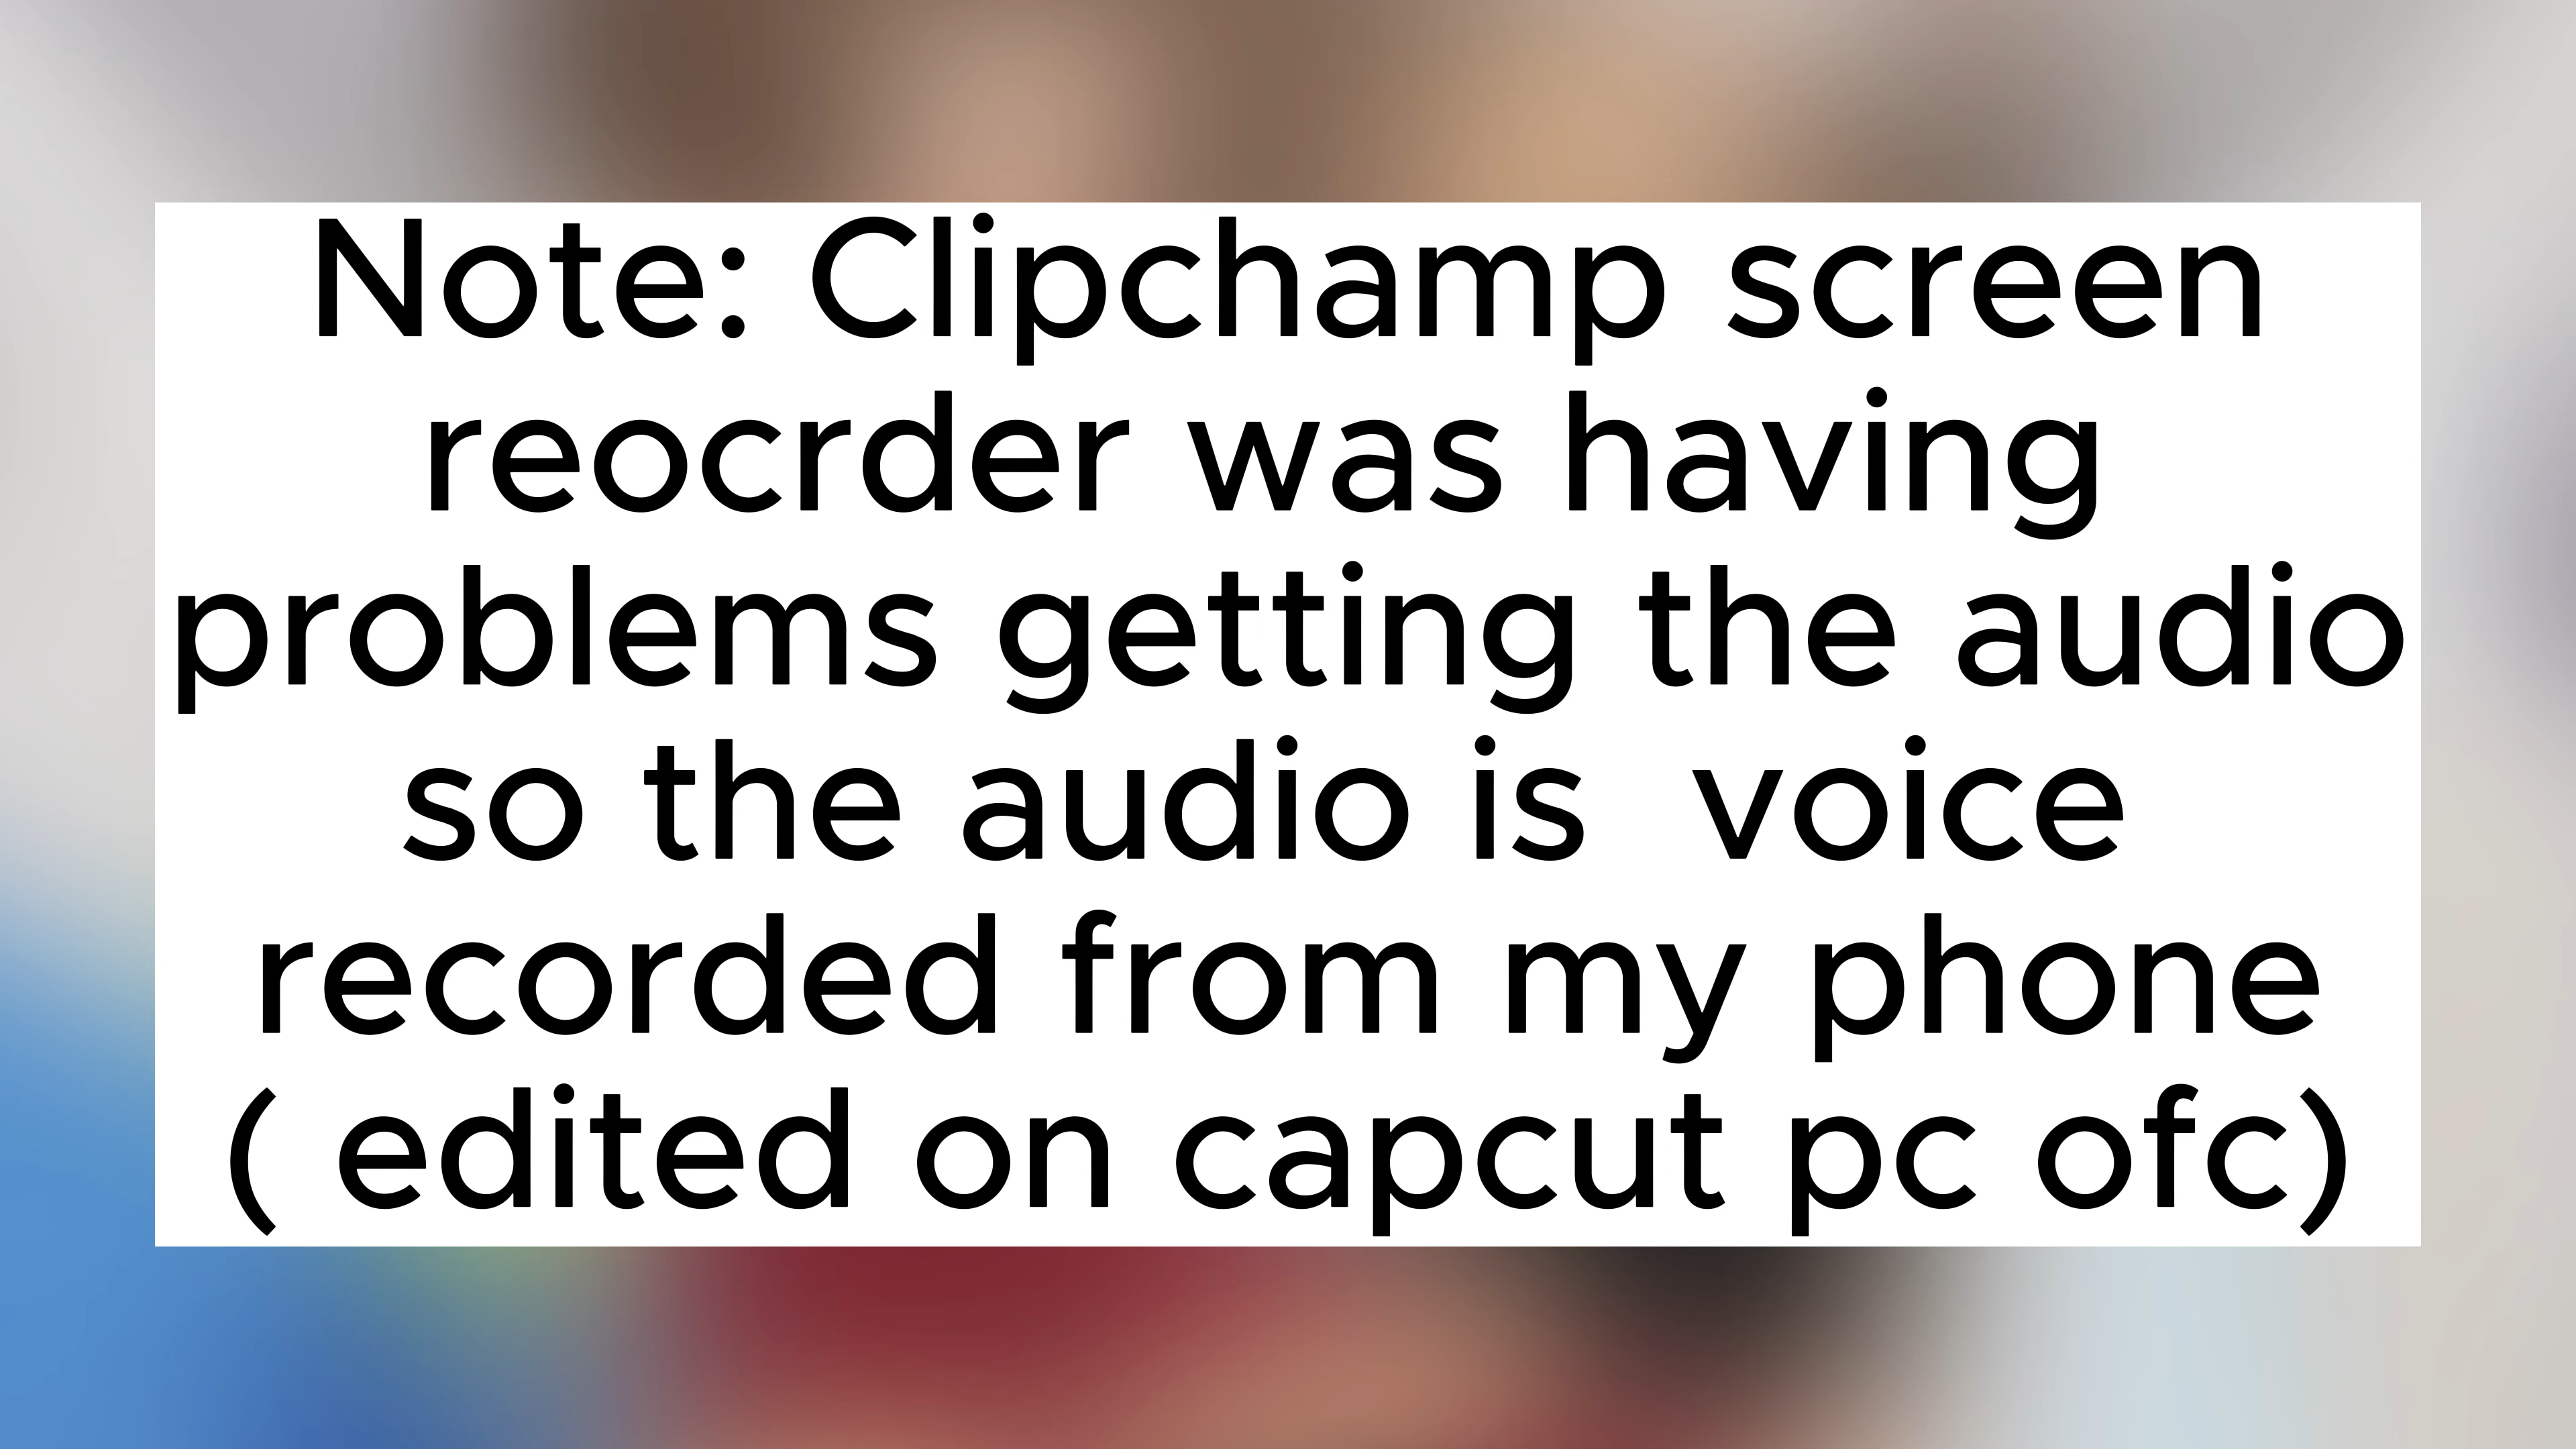 Note: Clipchamp screen
reocrder was having
problems getting the audio
so the audio is  voice
recorded from my phone
( edited on capcut pc ofc)